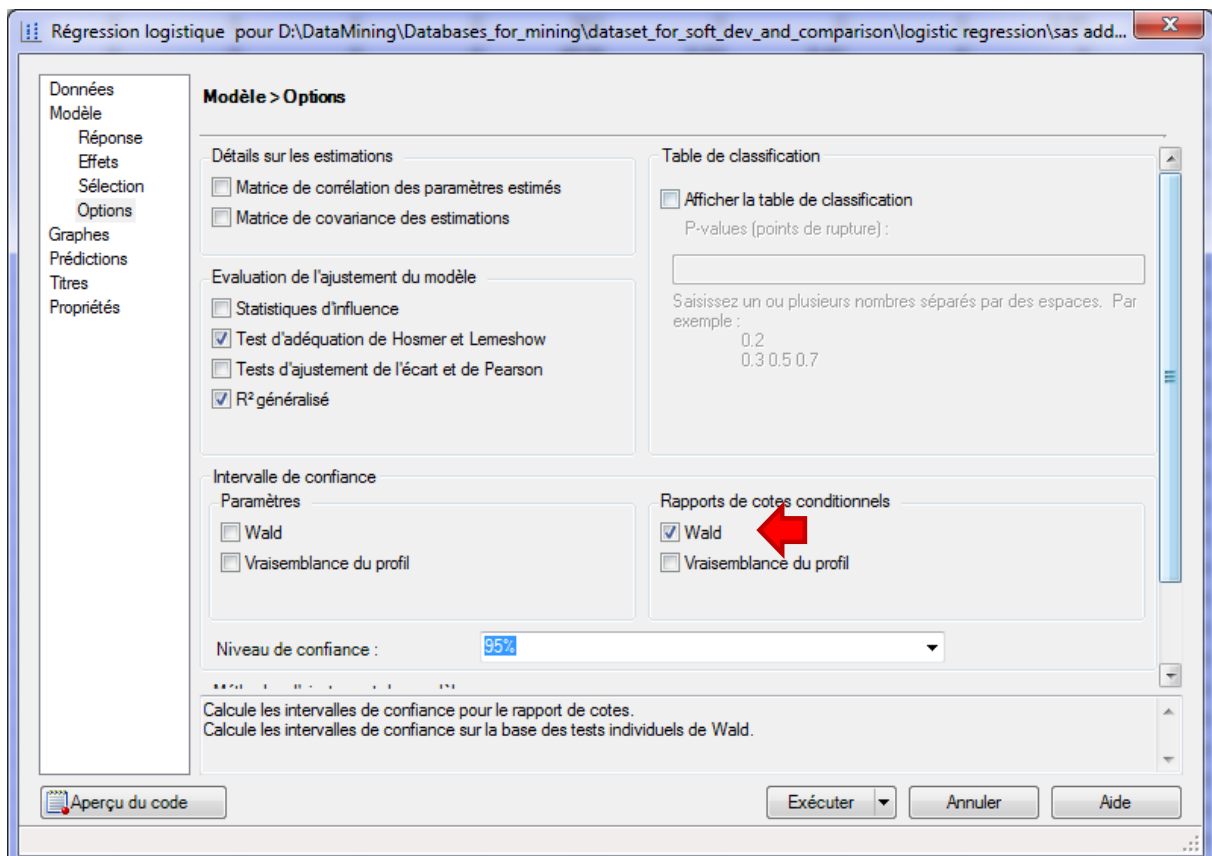 Régression logistique pour D:\DataMining\Databases_for_mining\dataset_for_soft_dev_and_comparison\logistic regression\sas add...
Données
Modèle
Réponse
Effets
Sélection
Options
Graphes
Prédictions
Titres
Propriétés
Modèle > Options
Détails sur les estimations
Matrice de corrélation des paramètres estimés
Matrice de covariance des estimations
Evaluation de l'ajustement du modèle
Statistiques d'influence
Test d'adéquation de Hosmer et Lemeshow
Tests d'ajustement de l'écart et de Pearson
R² généralisé
Table de classification
Afficher la table de classification
P-values (points de rupture) :
Saisissez un ou plusieurs nombres séparés par des espaces. Par
exemple :
0.2
0.3 0.5 0.7
Intervalle de confiance
Paramètres
Wald
Vraisemblance du profil
Rapports de cotes conditionnels
Wald
Vraisemblance du profil
Niveau de confiance :
95%
Calcule les intervalles de confiance pour le rapport de cotes.
Calcule les intervalles de confiance sur la base des tests individuels de Wald.
Aperçu du code
Exécuter
Annuler
Aide